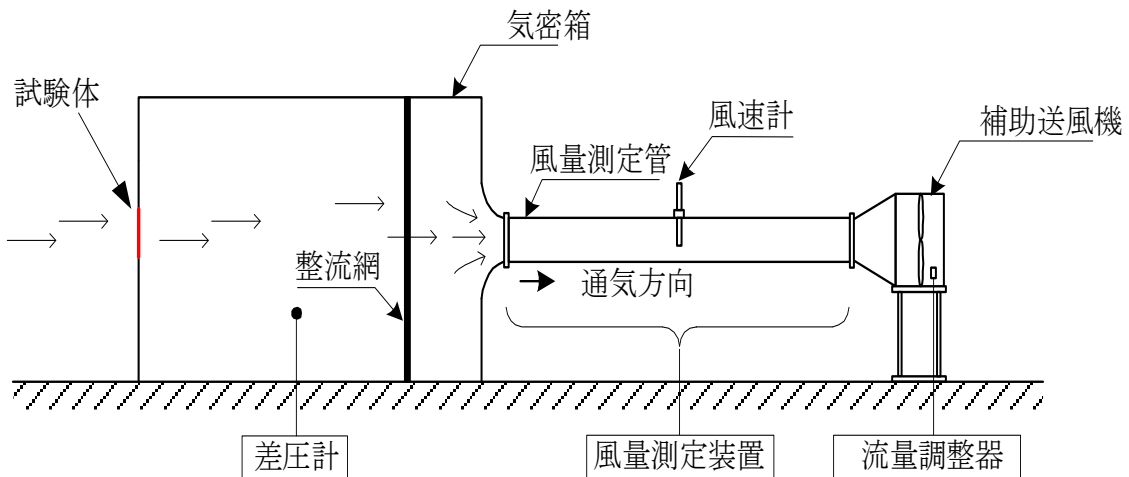 気密箱
試験体
風速計
補助送風機
風量測定管
整流網
通気方向
差圧計
風量測定装置
流量調整器